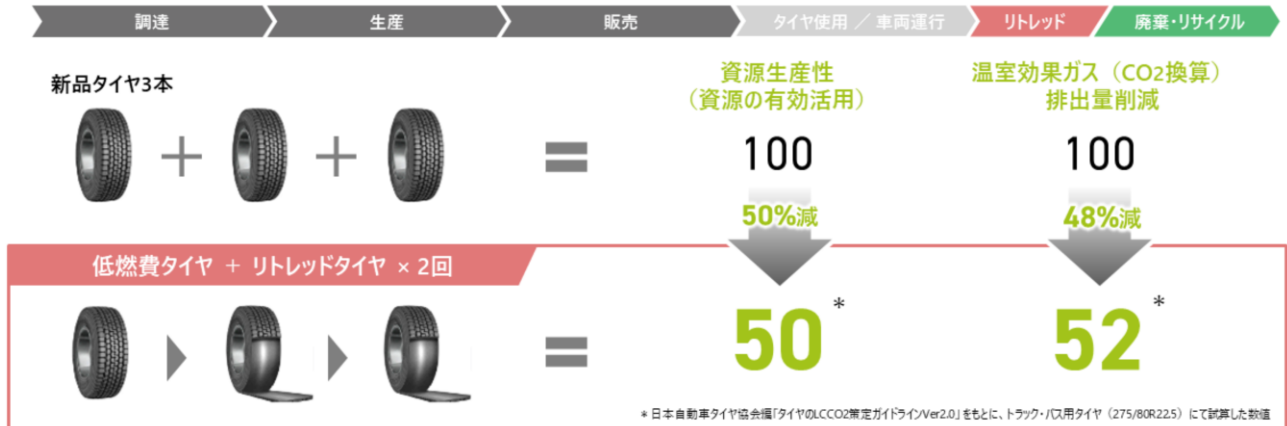 調達 生産 販売 タイヤ使用 / 車両運行 リトレッド 廃棄・リサイクル
新品タイヤ3本
資源生産性
(資源の有効活用)
温室効果ガス(CO2換算)
排出量削減
+ + = 100 100
50%減 48%減
低燃費タイヤ + リトレッドタイヤ × 2回
= 50* 52*
* 日本自動車タイヤ協会編「タイヤのLCCO2策定ガイドラインVer2.0」をもとに、トラック・バス用タイヤ(275/80R22.5)にて試算した数値